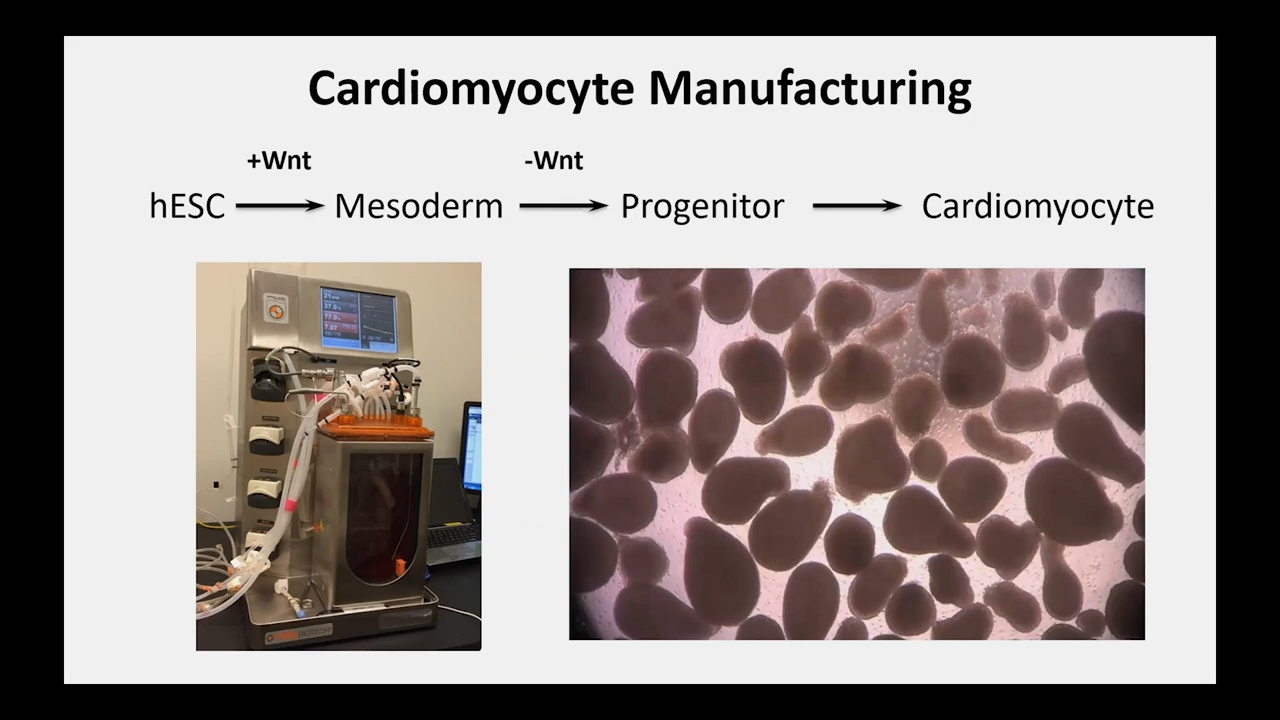 Cardiomyocyte Manufacturing
+Wnt
-Wnt
hESC
Mesoderm
Progenitor
Cardiomyocyte